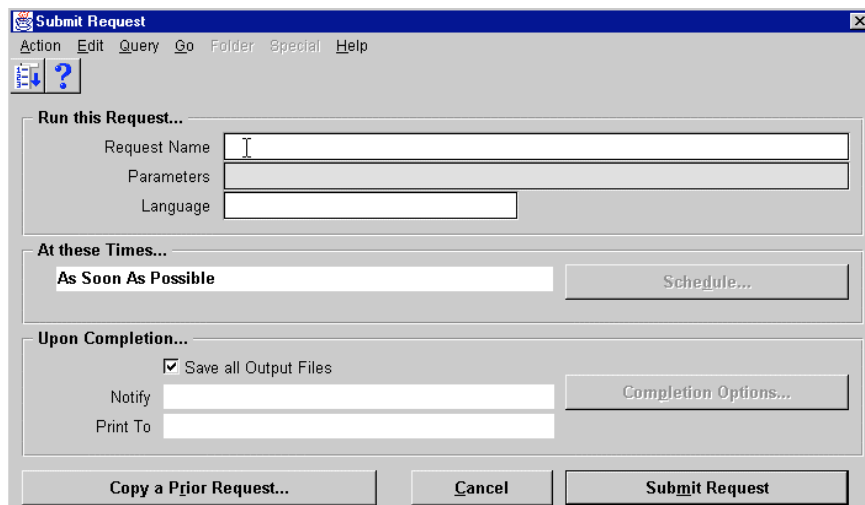 Submit Request
Action Edit Query Go Folder Special Help
Run this Request...
Request Name
Parameters
Language
At these Times...
As Soon As Possible
Schedule...
Upon Completion...
Save all Output Files
Notify
Completion Options...
Print To
Copy a Prior Request...
Cancel
Submit Request